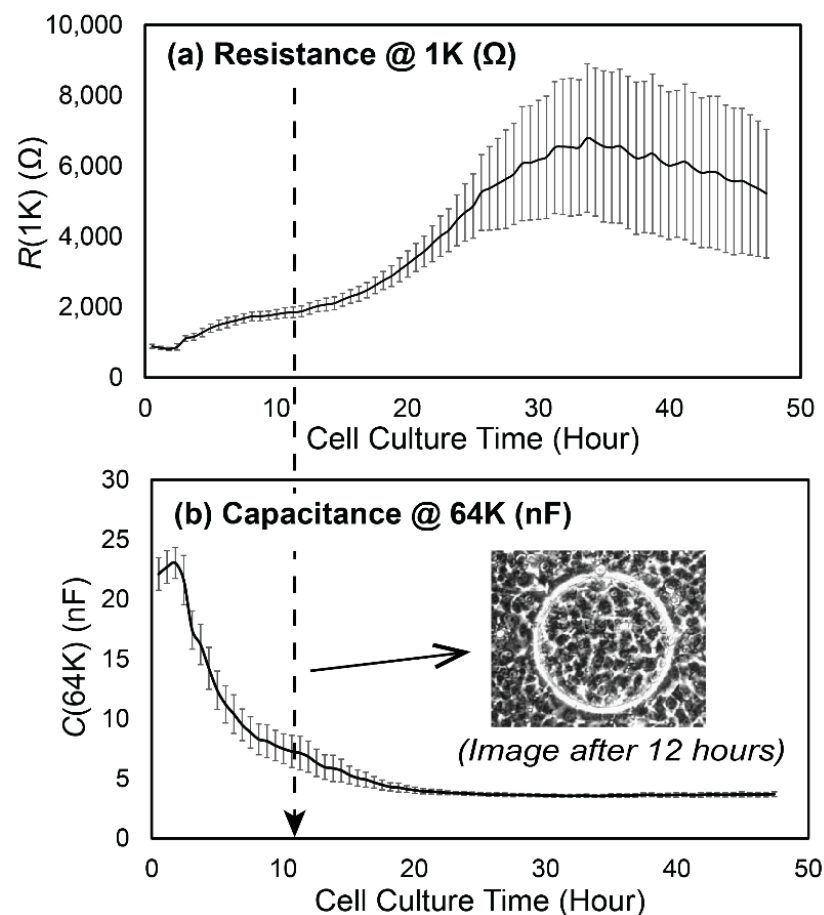 10,000
(a) Resistance @ 1K (Ω)
8,000
6,000
4,000
2,000
0
R(1K) (Ω)
0 10 20 30 40 50
Cell Culture Time (Hour)
30
(b) Capacitance @ 64K (nF)
25
20
15
10
5
0
C(64K) (nF)
(Image after 12 hours)
0 10 20 30 40 50
Cell Culture Time (Hour)